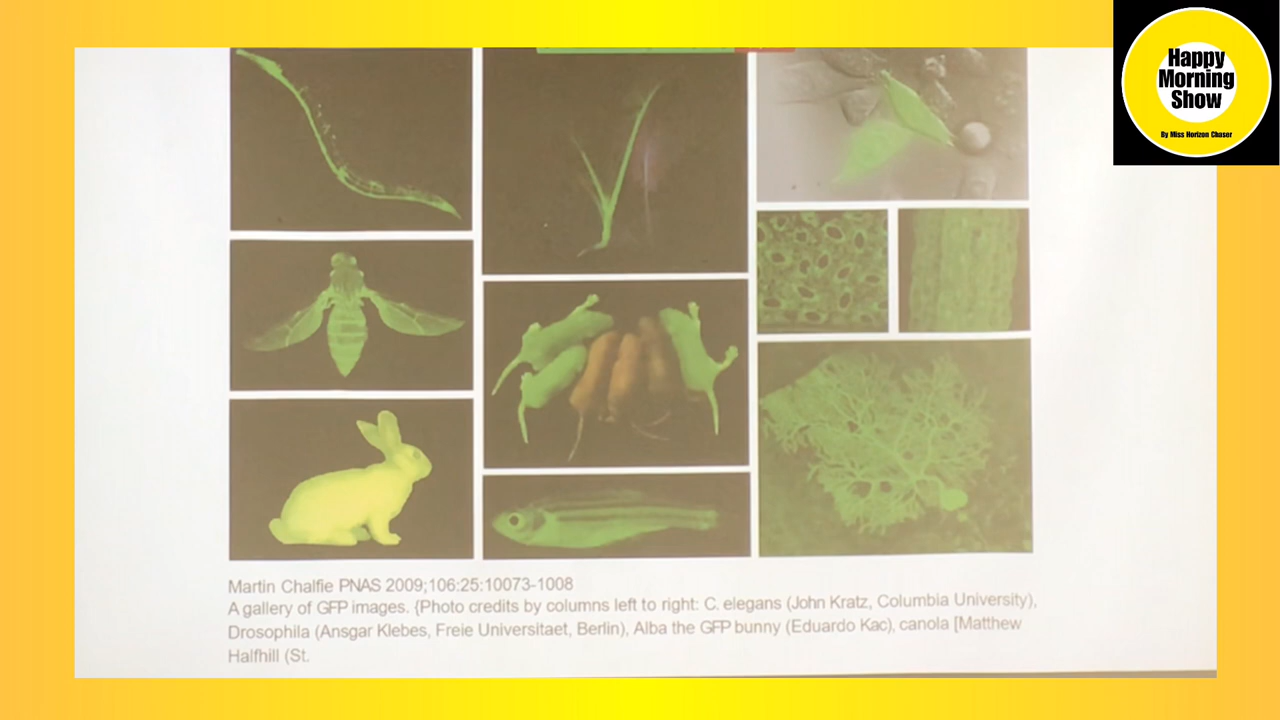 Happy
Morning
Show
By Miss Horizon Chaser
Martin Chalfie PNAS 2009;106:25:10073-1008
A gallery of GFP images. {Photo credits by columns left to right: C. elegans (John Kratz, Columbia University),
Drosophila (Ansgar Klebes, Freie Universitaet, Berlin), Alba the GFP bunny (Eduardo Kac), canola [Matthew
Halfhill (St.